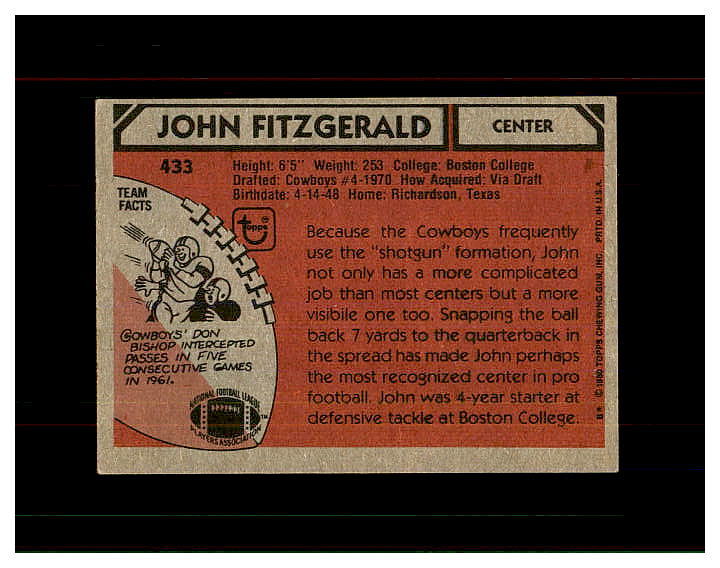 JOHN FITZGERALD
CENTER
433
Height: 6'5" Weight: 253 College: Boston College
Drafted: Cowboys #4-1970 How Acquired: Via Draft
Birthdate: 4-14-48 Home: Richardson, Texas
TEAM
FACTS
topps
COWBOYS' DON
BISHOP INTERCEPTED
PASSES IN FIVE
CONSECUTIVE GAMES
IN 1961.
NATIONAL FOOTBALL LEAGUE
PLAYERS ASSOCIATION
Because the Cowboys frequently
use the "shotgun" formation, John
not only has a more complicated
job than most centers but a more
visibile one too. Snapping the ball
back 7 yards to the quarterback in
the spread has made John perhaps
the most recognized center in pro
football. John was 4-year starter at
defensive tackle at Boston College.
B* © 1980 TOPPS CHEWING GUM, INC. PRTD. IN U.S.A.